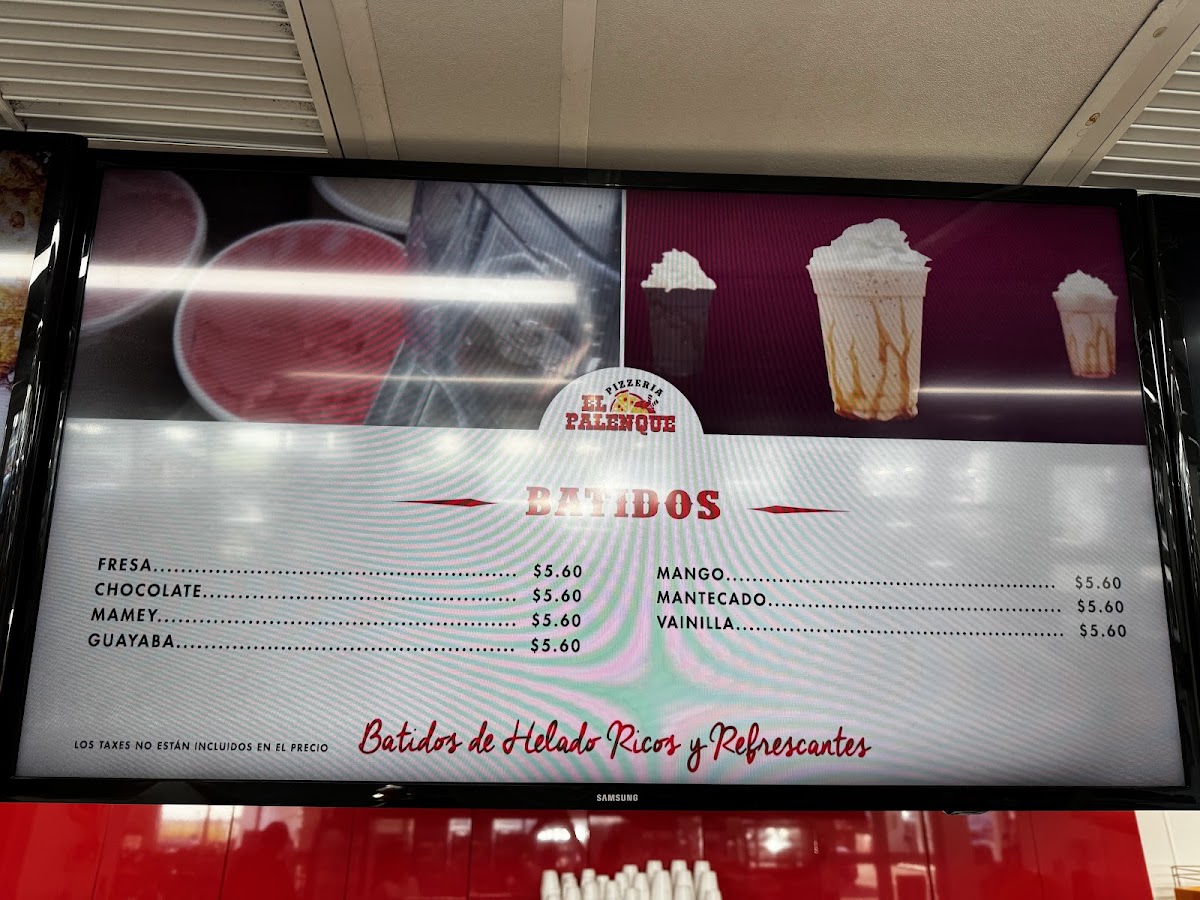 PIZZERIA
EL
PALENQUE
BATIDOS
FRESA.................................................... $5.60
CHOCOLATE............................................. $5.60
MAMEY................................................... $5.60
GUAYABA................................................ $5.60
MANGO.................................................. $5.60
MANTECADO............................................ $5.60
VAINILLA................................................. $5.60
LOS TAXES NO ESTÁN INCLUIDOS EN EL PRECIO
Batidos de Helado Ricos y Refrescantes
SAMSUNG